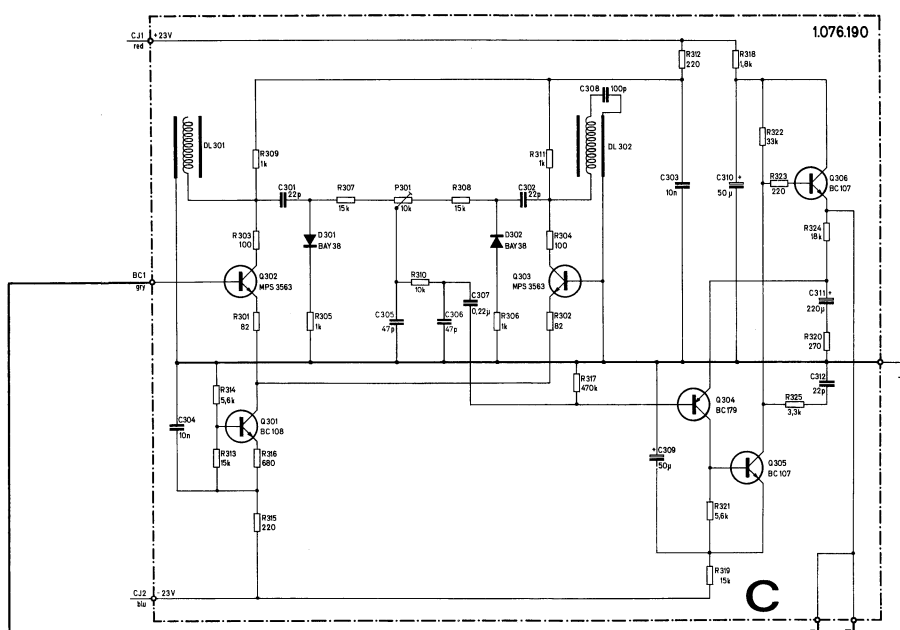 1.076.190
CJ1
red
+23V
R312
220
R318
1,8k
C308
100p
DL301
DL 302
R309
1k
R311
1k
R322
33k
C301
22p
R307
15k
P301
10k
R308
15k
C302
22p
C303
10n
C310
+
50µ
R323
220
Q306
BC107
R303
100
D301
BAY38
D302
BAY38
R304
100
R324
18k
BC1
gry
Q302
MPS 3563
R310
10k
Q303
MPS 3563
C307
0,22µ
C311
+
220µ
R301
82
R305
1k
C305
47p
C306
47p
R306
1k
R302
82
R320
270
R314
5,6k
R317
470k
C312
22p
C304
10n
Q301
BC108
Q304
BC179
R325
3,3k
R313
15k
R316
680
+
C309
50µ
Q305
BC107
R315
220
R321
5,6k
R319
15k
CJ2
blu
-23V
C